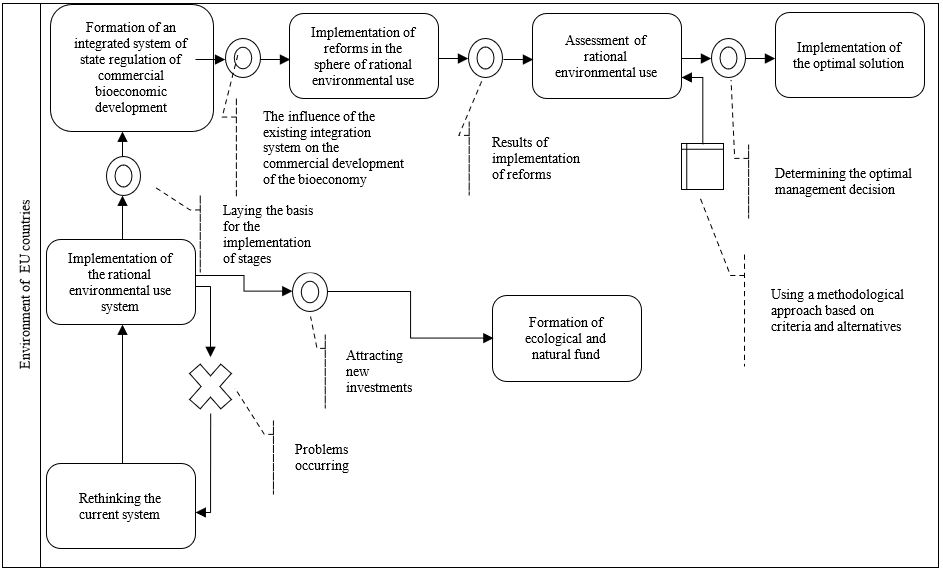 Environment of EU countries
Formation of an
integrated system of
state regulation of
commercial
bioeconomic
development
Implementation of
reforms in the
sphere of rational
environmental use
Assessment of
rational
environmental use
Implementation of
the optimal solution
The influence of the
existing integration
system on the
commercial development
of the bioeconomy
Results of
implementation
of reforms
Determining the optimal
management decision
Laying the basis
for the
implementation
of stages
Implementation of
the rational
environmental use
system
Using a methodological
approach based on
criteria and alternatives
Formation of
ecological and
natural fund
Attracting
new
investments
Problems
occurring
Rethinking the
current system